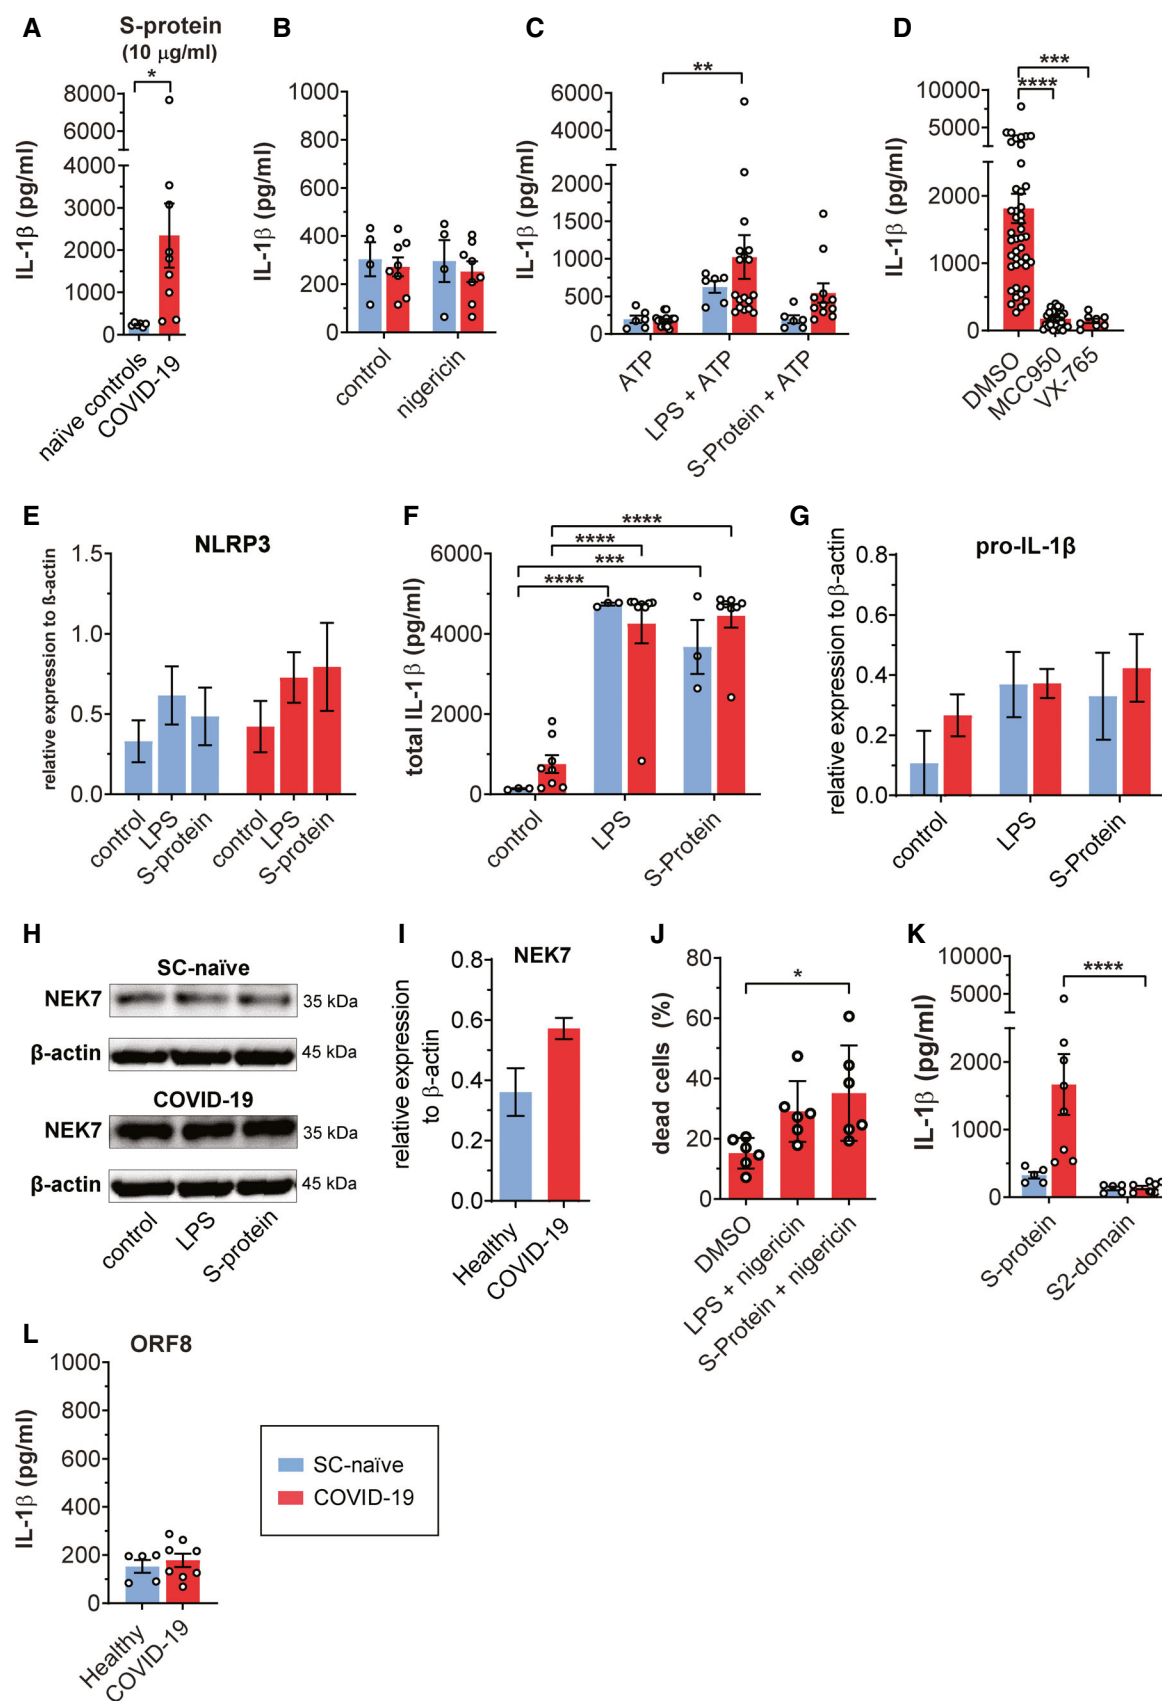 A
S-protein
(10 μg/ml)
*
IL-1β (pg/ml)
8000
6000
4000
3000
2000
1000
0
naïve controls
COVID-19
B
IL-1β (pg/ml)
1000
800
600
400
200
0
control
nigericin
C
**
IL-1β (pg/ml)
6000
4000
2000
1500
1000
500
0
ATP
LPS + ATP
S-Protein + ATP
D
***
****
IL-1β (pg/ml)
10000
5000
2000
1000
0
DMSO
MCC950
VX-765
E
NLRP3
relative expression to ß-actin
1.5
1.0
0.5
0.0
control
LPS
S-protein
control
LPS
S-protein
F
****
****
***
****
total IL-1β (pg/ml)
6000
4000
2000
0
control
LPS
S-Protein
G
pro-IL-1β
relative expression to β-actin
0.8
0.6
0.4
0.2
0.0
control
LPS
S-Protein
H
SC-naïve
NEK7
35 kDa
β-actin
45 kDa
COVID-19
NEK7
35 kDa
β-actin
45 kDa
control
LPS
S-protein
I
NEK7
relative expression
to β-actin
0.8
0.6
0.4
0.2
0.0
Healthy
COVID-19
J
*
dead cells (%)
80
60
40
20
0
DMSO
LPS + nigericin
S-Protein + nigericin
K
****
IL-1β (pg/ml)
10000
5000
2000
1000
0
S-protein
S2-domain
L
ORF8
IL-1β (pg/ml)
1000
800
600
400
200
0
Healthy
COVID-19
SC-naïve
COVID-19